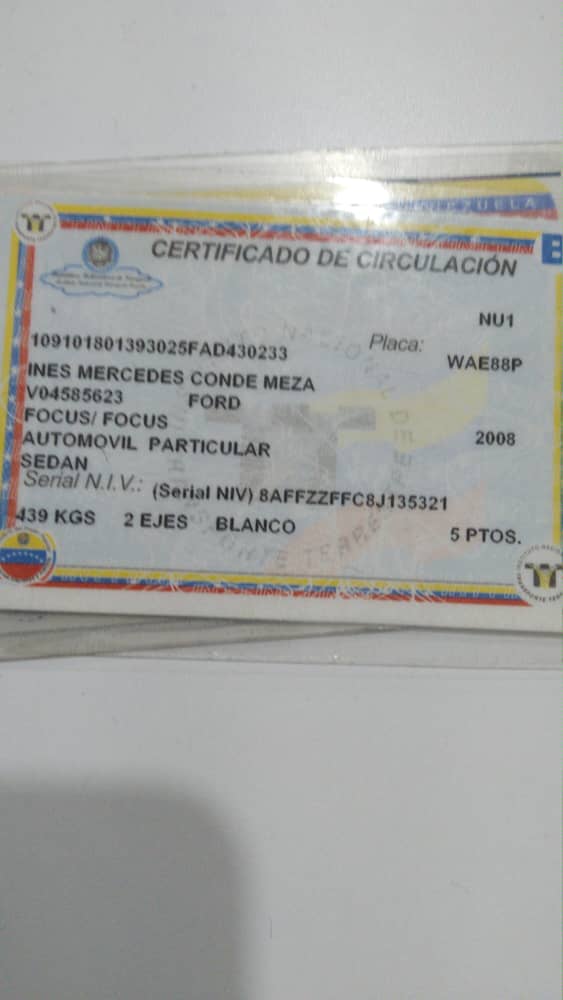 VENEZUELA
B
CERTIFICADO DE CIRCULACIÓN
NU1
109101801393025FAD430233 Placa: WAE88P
INES MERCEDES CONDE MEZA
V04585623 FORD
FOCUS/ FOCUS
AUTOMOVIL PARTICULAR 2008
SEDAN
Serial N.I.V.: (Serial NIV) 8AFFZZFFC8J135321
439 KGS 2 EJES BLANCO 5 PTOS.